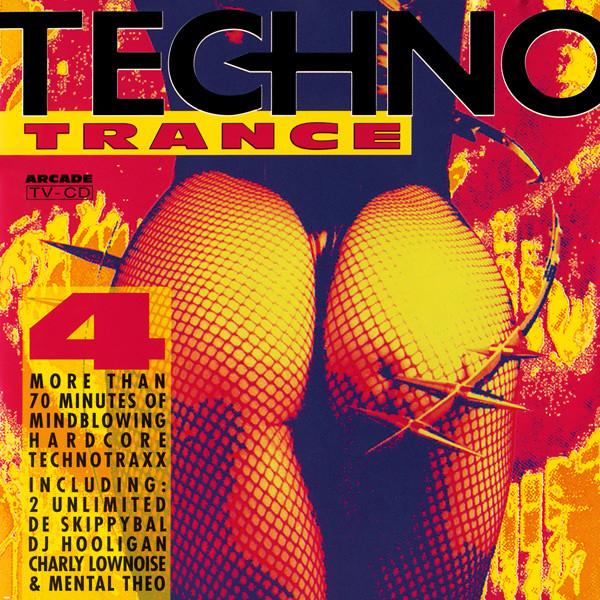 TECHNO
TRANCE
ARCADE
TV-CD
4
MORE THAN
70 MINUTES OF
MINDBLOWING
HARDCORE
TECHNOTRAXX
INCLUDING:
2 UNLIMITED
DE SKIPPYBAL
DJ HOOLIGAN
CHARLY LOWNOISE
& MENTAL THEO